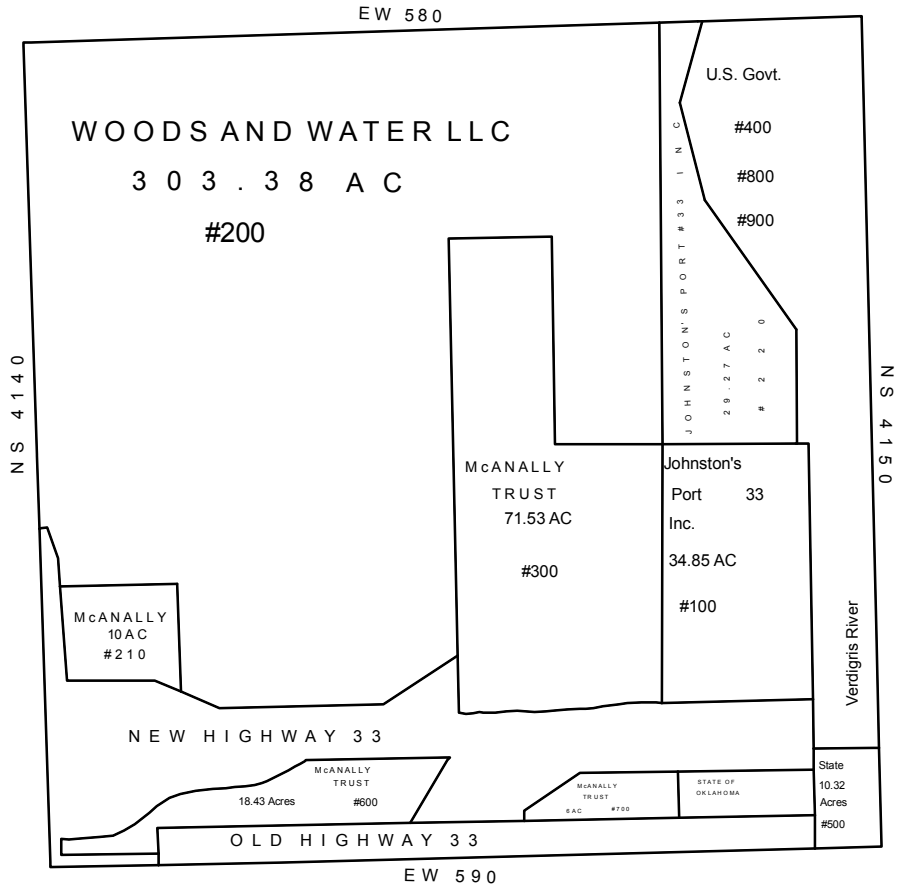 EW 580
WOODS AND WATER LLC
303.38 AC
#200
U.S. Govt.
#400
#800
#900
JOHNSTON'S PORT #33 INC
29.27 AC
#220
NS 4140
NS 4150
McANALLY
TRUST
71.53 AC
#300
Johnston's
Port 33
Inc.
34.85 AC
#100
McANALLY
10 AC
#210
Verdigris River
NEW HIGHWAY 33
McANALLY
TRUST
18.43 Acres #600
McANALLY
TRUST
6 AC #700
STATE OF
OKLAHOMA
State
10.32
Acres
#500
OLD HIGHWAY 33
EW 590